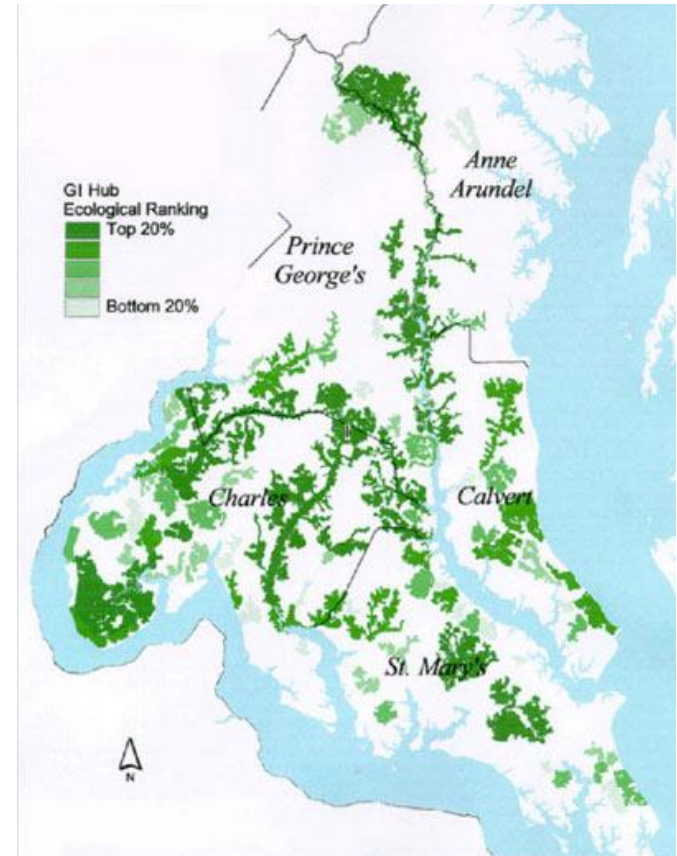 Anne
Arundel
GI Hub
Ecological Ranking
Top 20%
Bottom 20%
Prince
George's
Charles
Calvert
St. Mary's
N